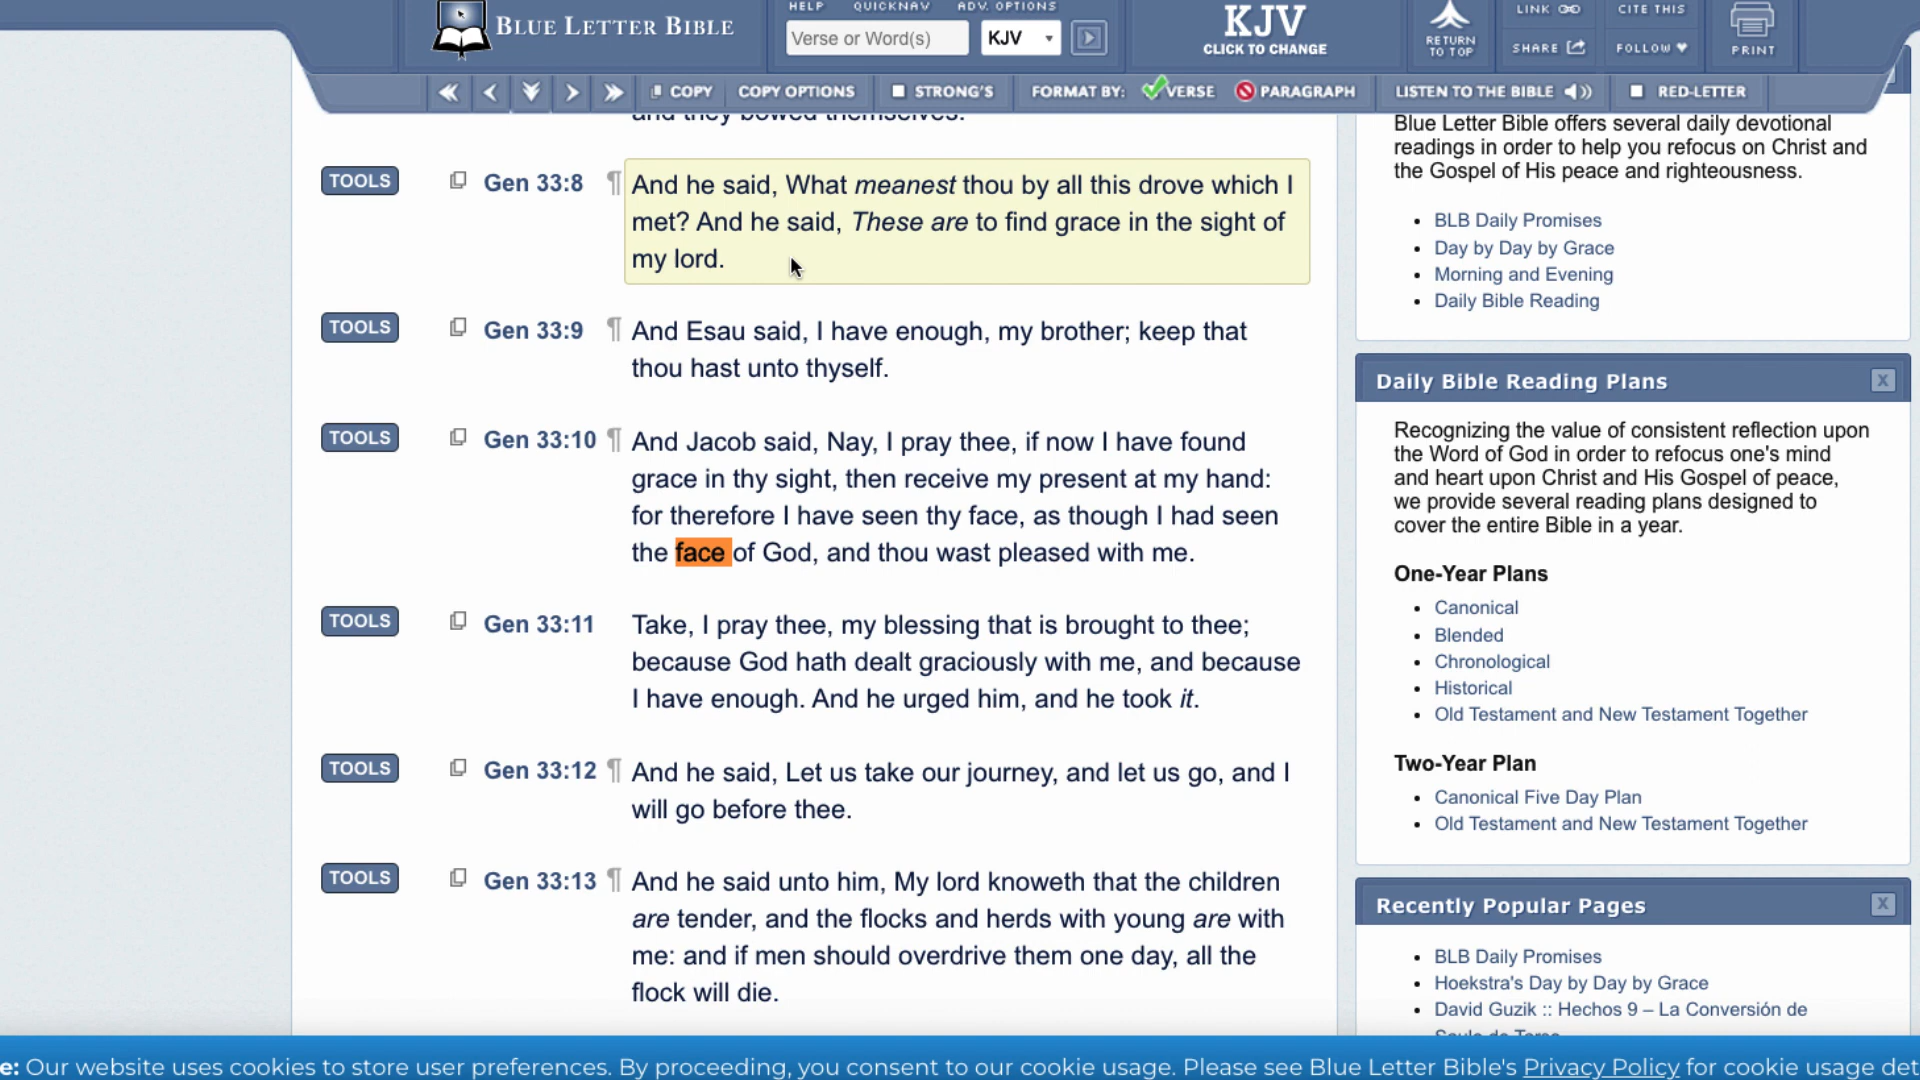 HELP QUICKNAV ADV. OPTIONS
BLUE LETTER BIBLE
Verse or Word(s)
KJV
KJV
CLICK TO CHANGE
RETURN
TO TOP
LINK
CITE THIS
SHARE
FOLLOW
PRINT
COPY
COPY OPTIONS
STRONG'S
FORMAT BY: VERSE PARAGRAPH
LISTEN TO THE BIBLE
RED-LETTER
and they bowed themselves.
TOOLS Gen 33:8 ¶ And he said, What meanest thou by all this drove which I
met? And he said, These are to find grace in the sight of
my lord.
TOOLS Gen 33:9 ¶ And Esau said, I have enough, my brother; keep that
thou hast unto thyself.
TOOLS Gen 33:10 ¶ And Jacob said, Nay, I pray thee, if now I have found
grace in thy sight, then receive my present at my hand:
for therefore I have seen thy face, as though I had seen
the face of God, and thou wast pleased with me.
TOOLS Gen 33:11 Take, I pray thee, my blessing that is brought to thee;
because God hath dealt graciously with me, and because
I have enough. And he urged him, and he took it.
TOOLS Gen 33:12 ¶ And he said, Let us take our journey, and let us go, and I
will go before thee.
TOOLS Gen 33:13 ¶ And he said unto him, My lord knoweth that the children
are tender, and the flocks and herds with young are with
me: and if men should overdrive them one day, all the
flock will die.
Blue Letter Bible offers several daily devotional
readings in order to help you refocus on Christ and
the Gospel of His peace and righteousness.
• BLB Daily Promises
• Day by Day by Grace
• Morning and Evening
• Daily Bible Reading
Daily Bible Reading Plans X
Recognizing the value of consistent reflection upon
the Word of God in order to refocus one's mind
and heart upon Christ and His Gospel of peace,
we provide several reading plans designed to
cover the entire Bible in a year.
One-Year Plans
• Canonical
• Blended
• Chronological
• Historical
• Old Testament and New Testament Together
Two-Year Plan
• Canonical Five Day Plan
• Old Testament and New Testament Together
Recently Popular Pages X
• BLB Daily Promises
• Hoekstra's Day by Day by Grace
• David Guzik :: Hechos 9 – La Conversión de
e: Our website uses cookies to store user preferences. By proceeding, you consent to our cookie usage. Please see Blue Letter Bible's Privacy Policy for cookie usage det